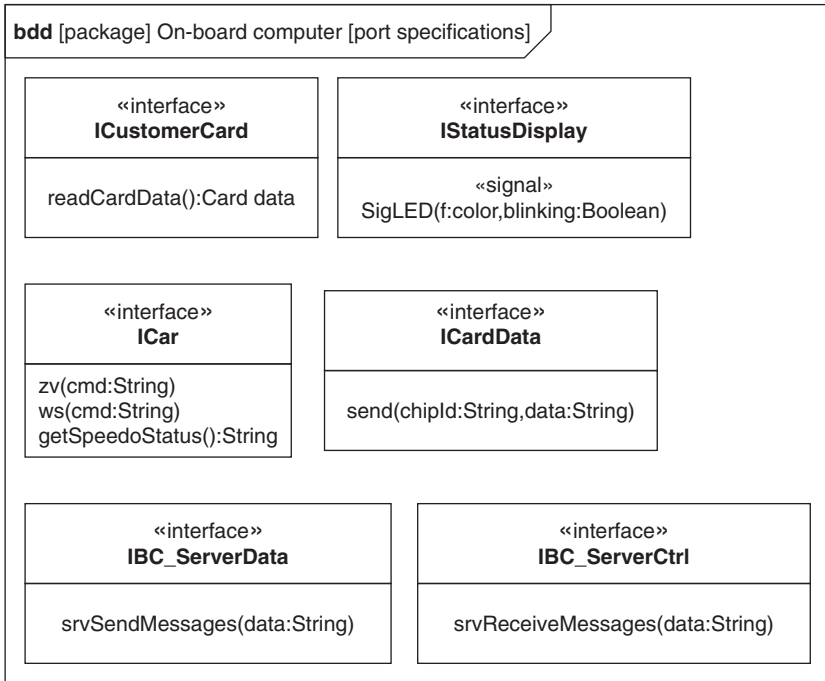 bdd [package] On-board computer [port specifications]
«interface»
ICustomerCard
readCardData():Card data
«interface»
IStatusDisplay
«signal»
SigLED(f:color,blinking:Boolean)
«interface»
ICar
zv(cmd:String)
ws(cmd:String)
getSpeedoStatus():String
«interface»
ICardData
send(chipId:String,data:String)
«interface»
IBC_ServerData
srvSendMessages(data:String)
«interface»
IBC_ServerCtrl
srvReceiveMessages(data:String)